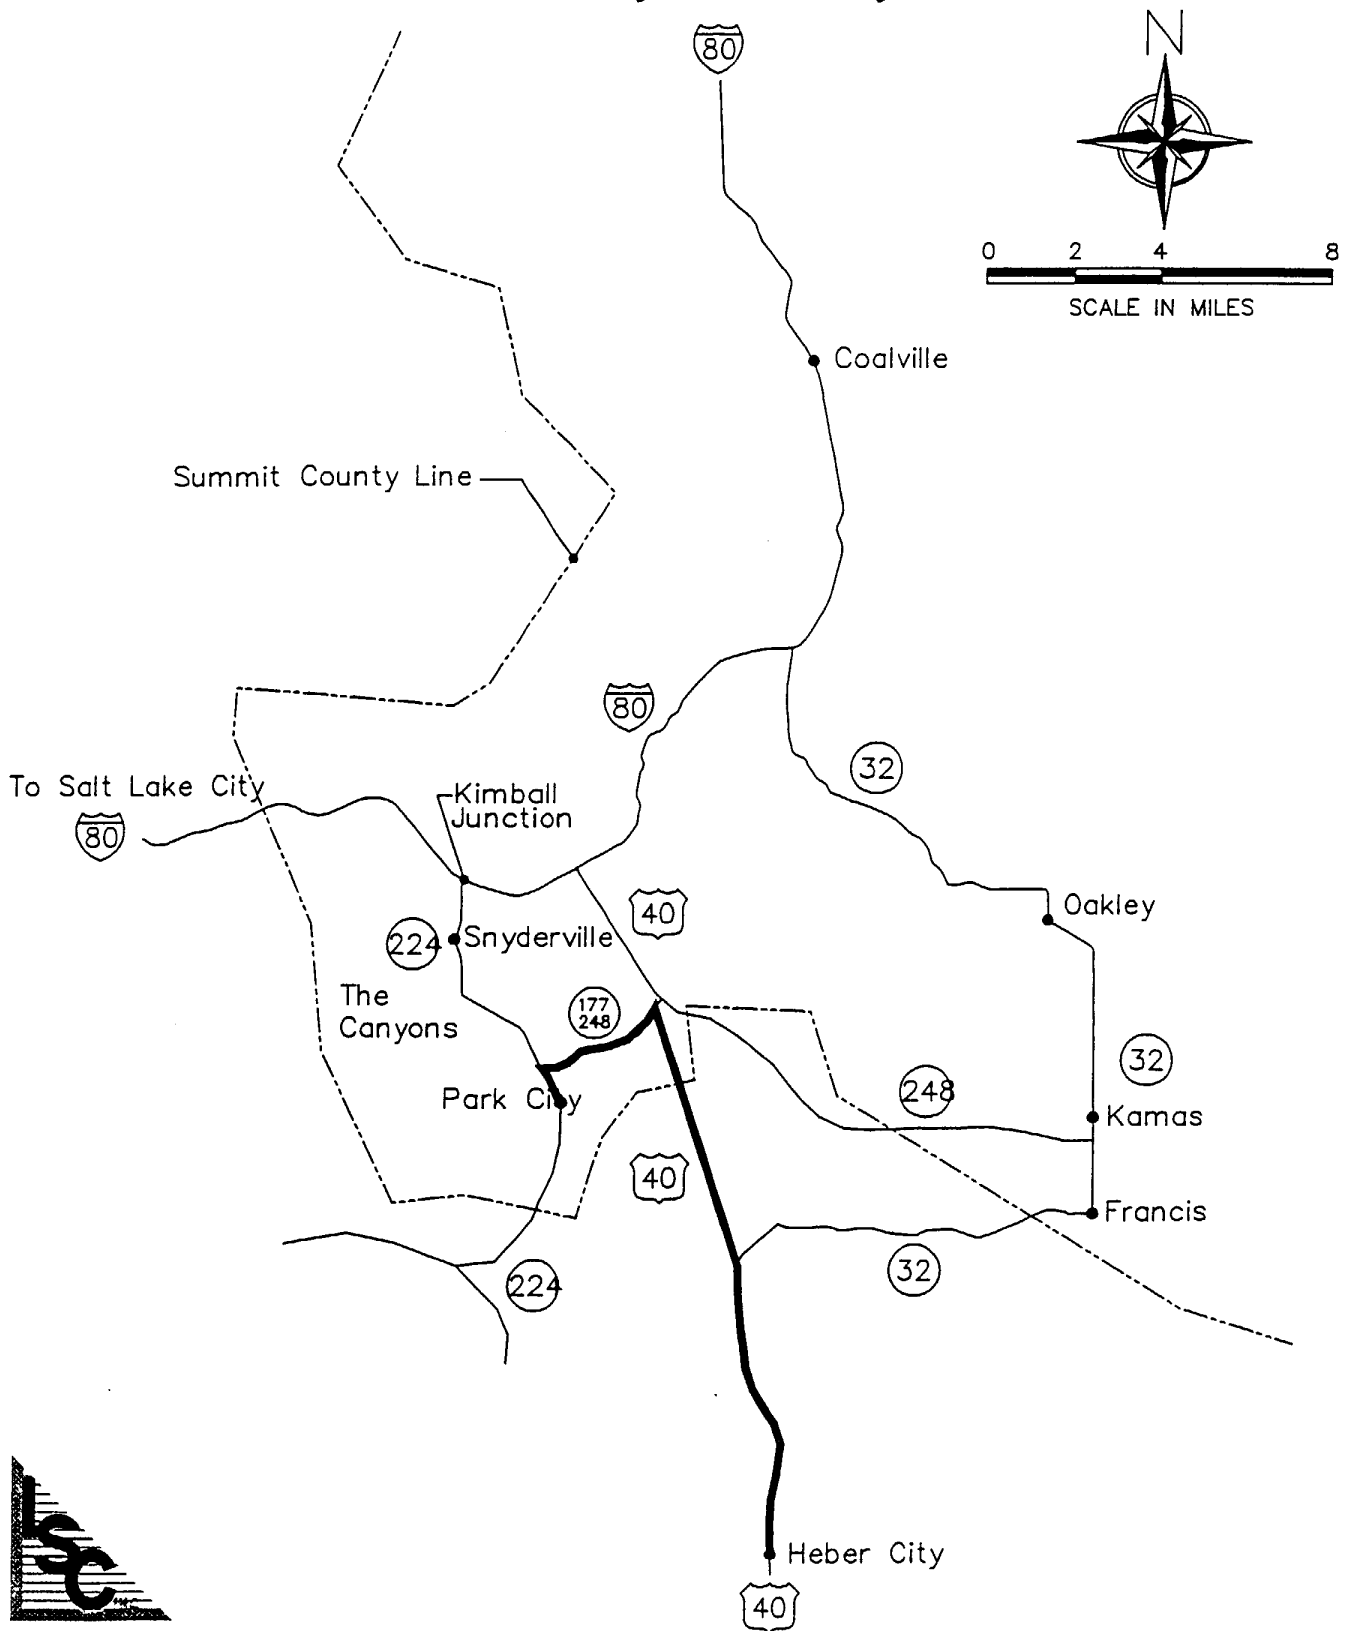 80
N
0 2 4 8
SCALE IN MILES
Coalville
Summit County Line
80
32
To Salt Lake City
80
Kimball
Junction
Oakley
40
224
Snyderville
The
Canyons
177
248
32
248
Park City
Kamas
40
Francis
32
224
LSC
Heber City
40